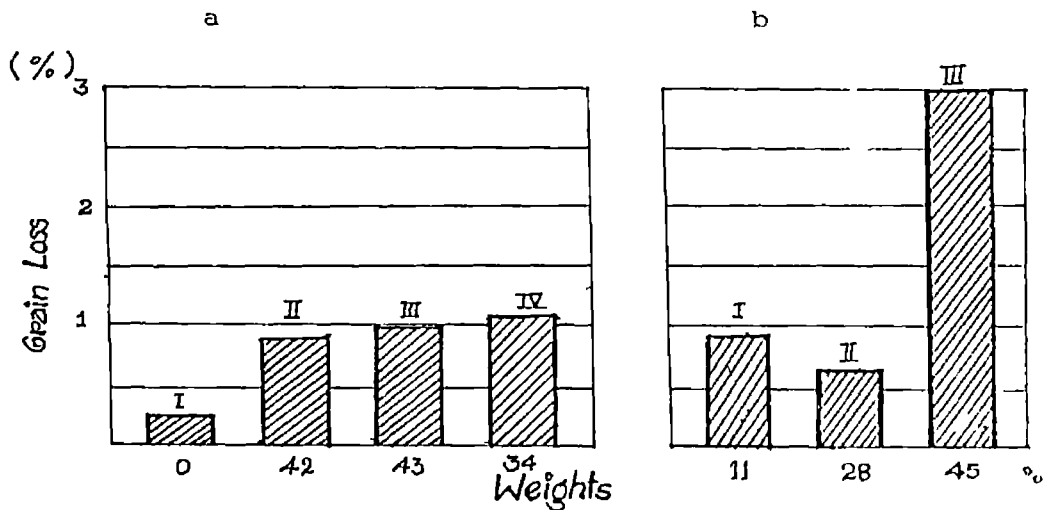 a
b
(%)
3
2
1
Grain Loss
I
II
III
IV
0 42 43 34
Weights
I
II
III
11 28 45 %